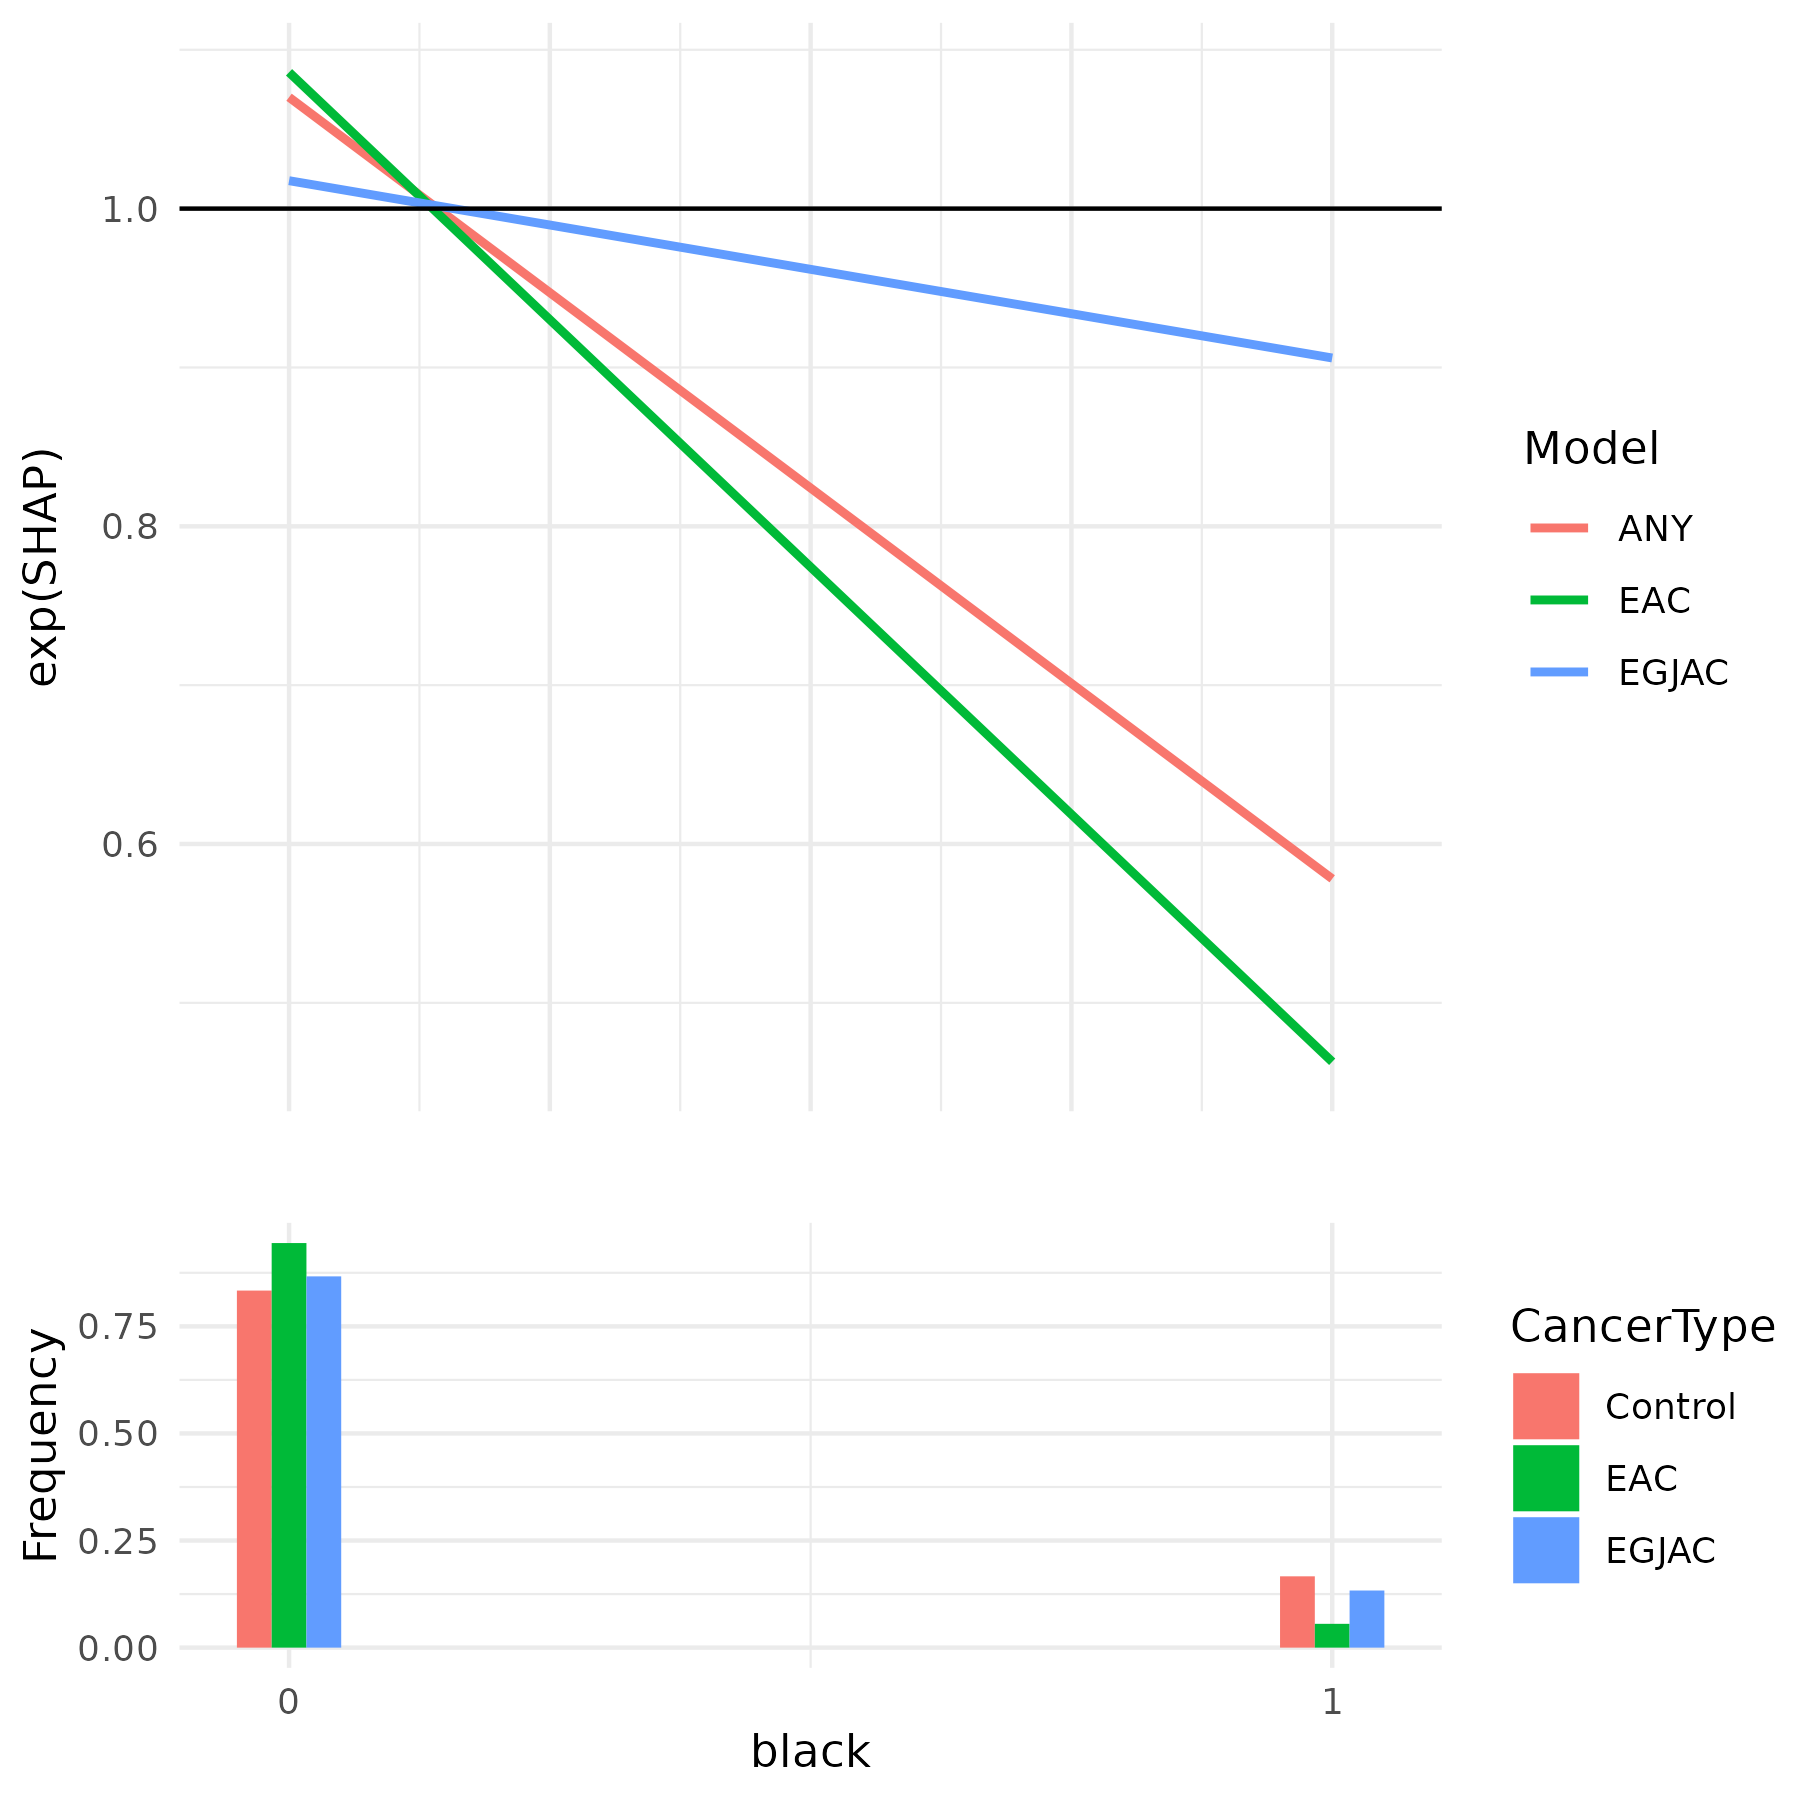 exp(SHAP)
1.0
0.8
0.6
Model
ANY
EAC
EGJAC
Frequency
0.75
0.50
0.25
0.00
0
1
black
CancerType
Control
EAC
EGJAC